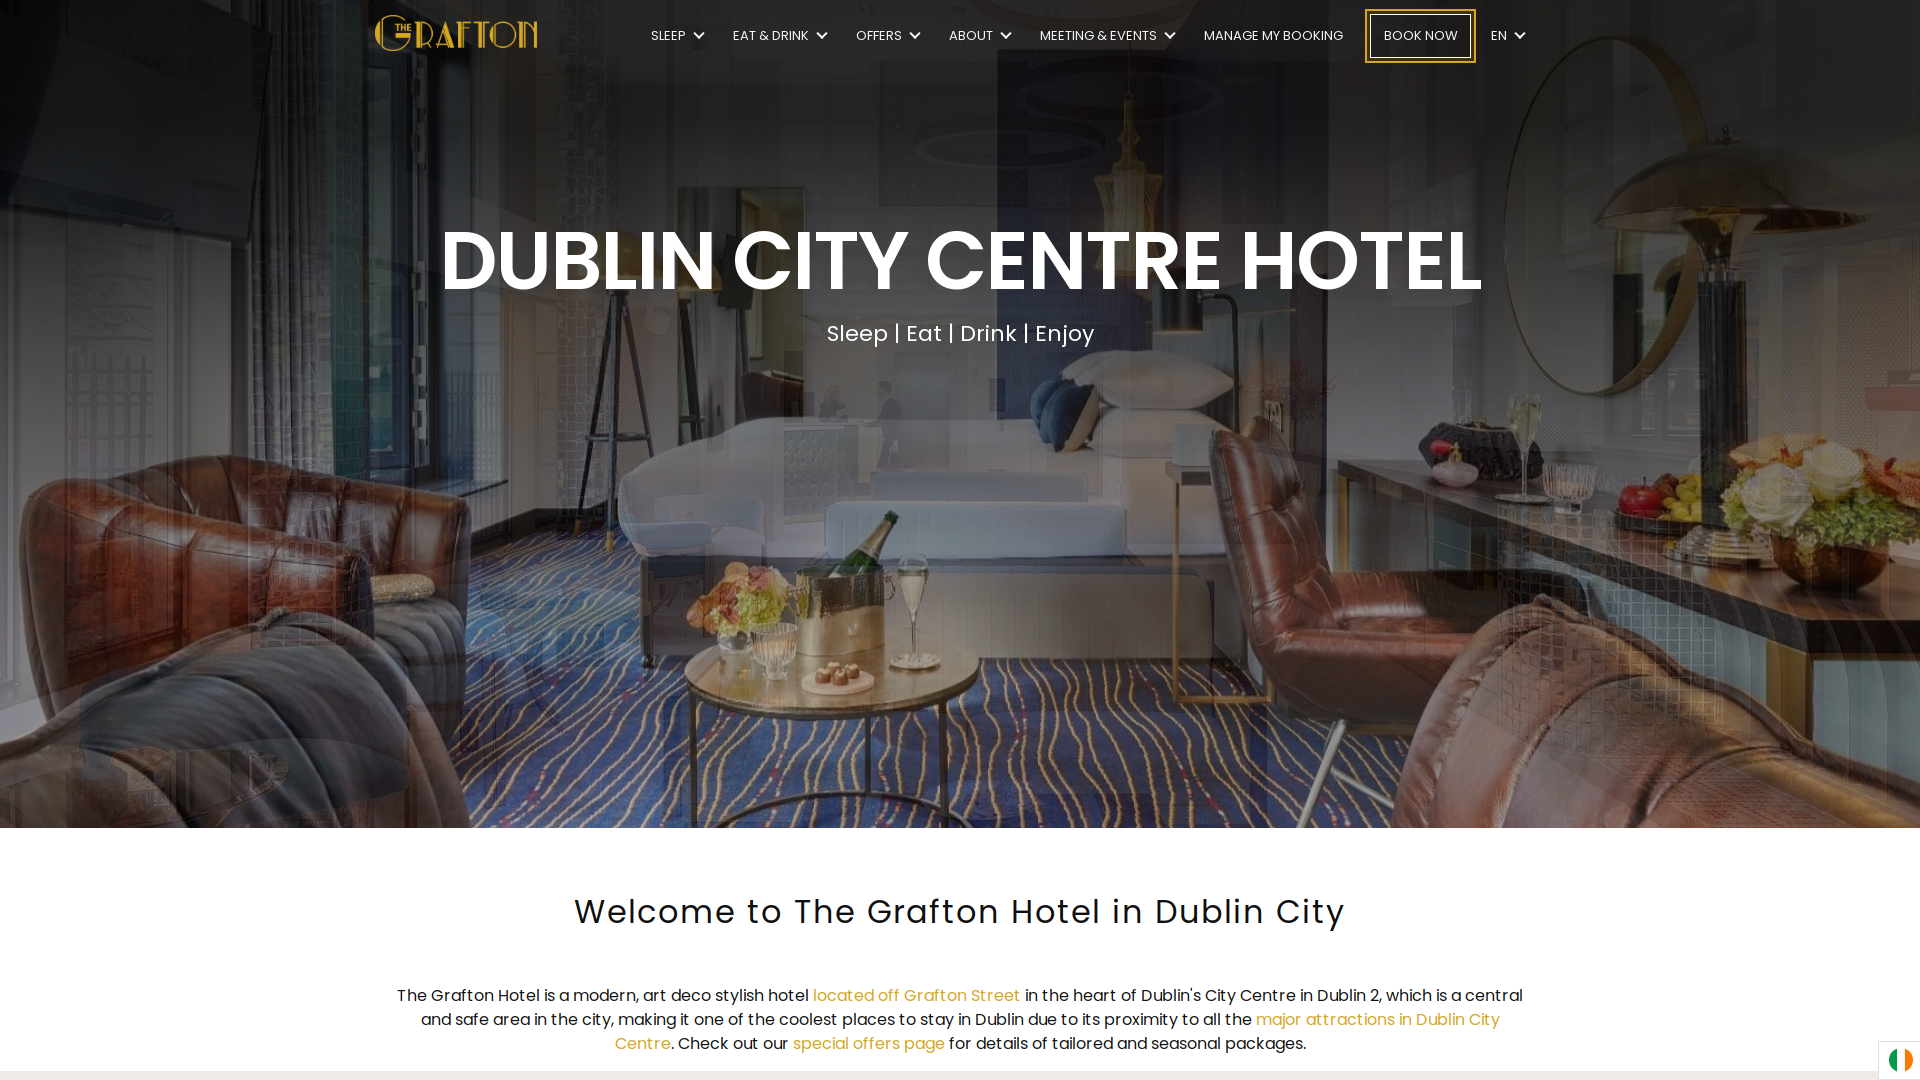 THE GRAFTON
SLEEP
EAT & DRINK
OFFERS
ABOUT
MEETING & EVENTS
MANAGE MY BOOKING
BOOK NOW
EN
DUBLIN CITY CENTRE HOTEL
Sleep | Eat | Drink | Enjoy
Welcome to The Grafton Hotel in Dublin City
The Grafton Hotel is a modern, art deco stylish hotel located off Grafton Street in the heart of Dublin's City Centre in Dublin 2, which is a central
and safe area in the city, making it one of the coolest places to stay in Dublin due to its proximity to all the major attractions in Dublin City
Centre. Check out our special offers page for details of tailored and seasonal packages.